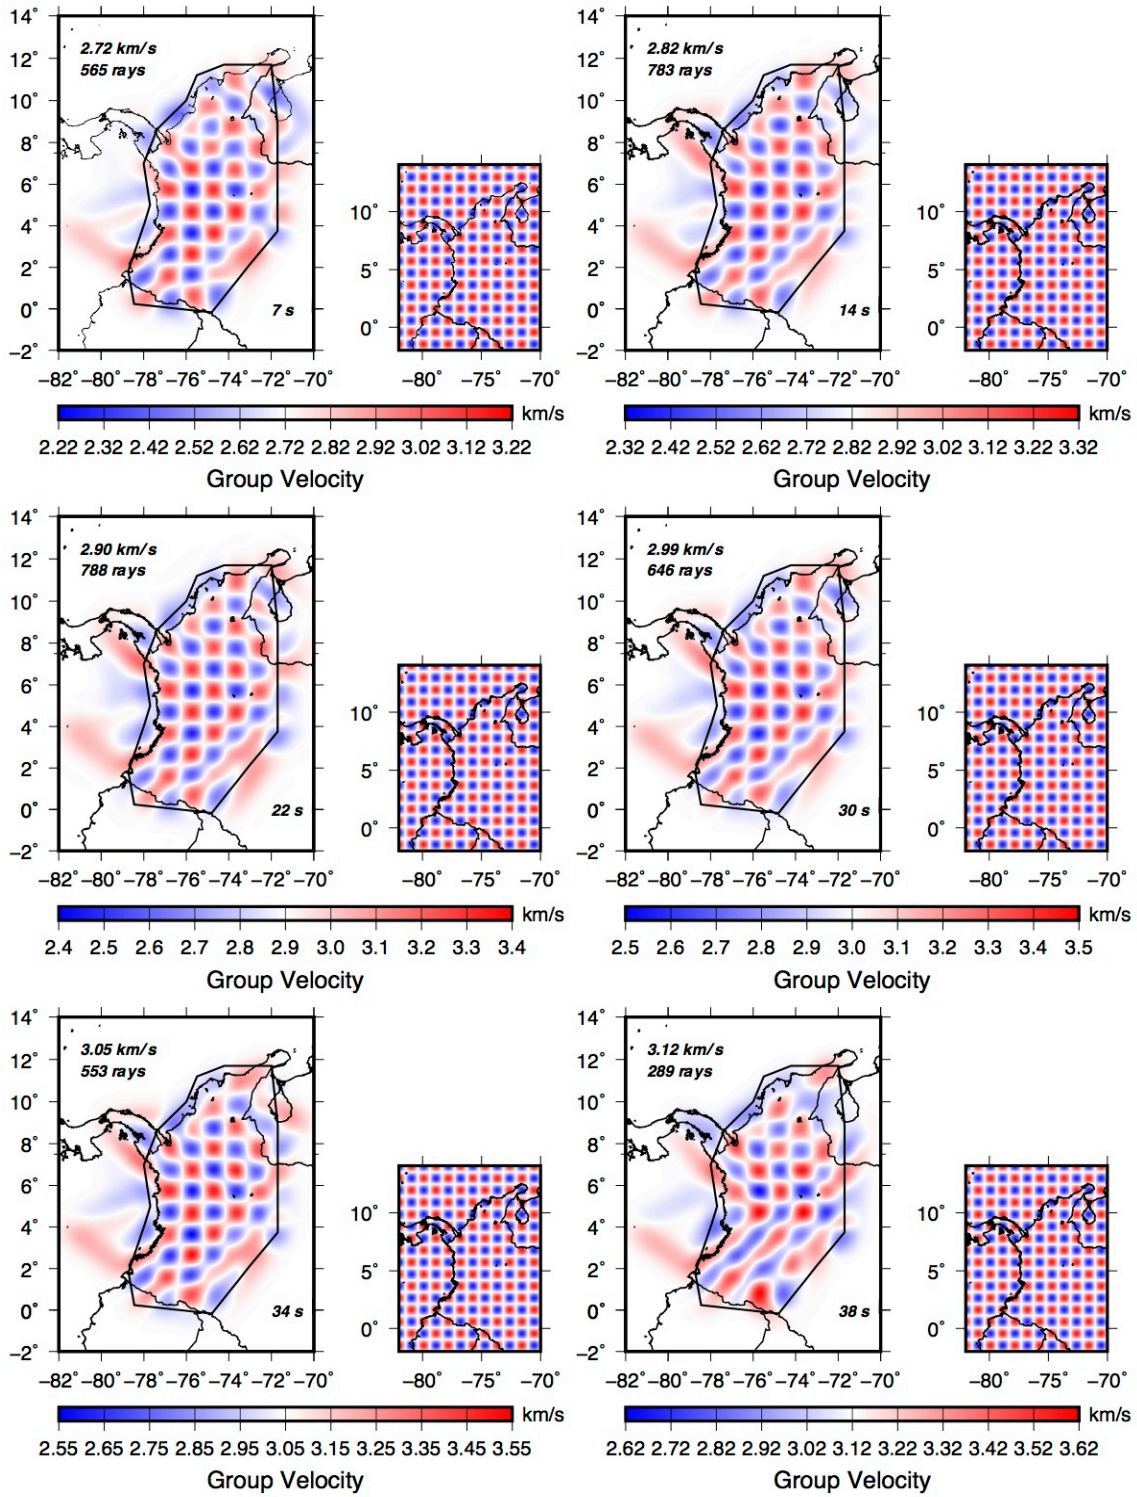 14°
12°
10°
8°
6°
4°
2°
0°
−2°
2.72 km/s
565 rays
7 s
−82 −80 −78 −76 −74 −72 −70
10°
5°
0°
−80 −75 −70
km/s
2.22 2.32 2.42 2.52 2.62 2.72 2.82 2.92 3.02 3.12 3.22
Group Velocity
14°
12°
10°
8°
6°
4°
2°
0°
−2°
2.82 km/s
783 rays
14 s
−82 −80 −78 −76 −74 −72 −70
10°
5°
0°
−80 −75 −70
km/s
2.32 2.42 2.52 2.62 2.72 2.82 2.92 3.02 3.12 3.22 3.32
Group Velocity
14°
12°
10°
8°
6°
4°
2°
0°
−2°
2.90 km/s
788 rays
22 s
−82 −80 −78 −76 −74 −72 −70
10°
5°
0°
−80 −75 −70
km/s
2.4 2.5 2.6 2.7 2.8 2.9 3.0 3.1 3.2 3.3 3.4
Group Velocity
14°
12°
10°
8°
6°
4°
2°
0°
−2°
2.99 km/s
646 rays
30 s
−82 −80 −78 −76 −74 −72 −70
10°
5°
0°
−80 −75 −70
km/s
2.5 2.6 2.7 2.8 2.9 3.0 3.1 3.2 3.3 3.4 3.5
Group Velocity
14°
12°
10°
8°
6°
4°
2°
0°
−2°
3.05 km/s
553 rays
34 s
−82 −80 −78 −76 −74 −72 −70
10°
5°
0°
−80 −75 −70
km/s
2.55 2.65 2.75 2.85 2.95 3.05 3.15 3.25 3.35 3.45 3.55
Group Velocity
14°
12°
10°
8°
6°
4°
2°
0°
−2°
3.12 km/s
289 rays
38 s
−82 −80 −78 −76 −74 −72 −70
10°
5°
0°
−80 −75 −70
km/s
2.62 2.72 2.82 2.92 3.02 3.12 3.22 3.32 3.42 3.52 3.62
Group Velocity